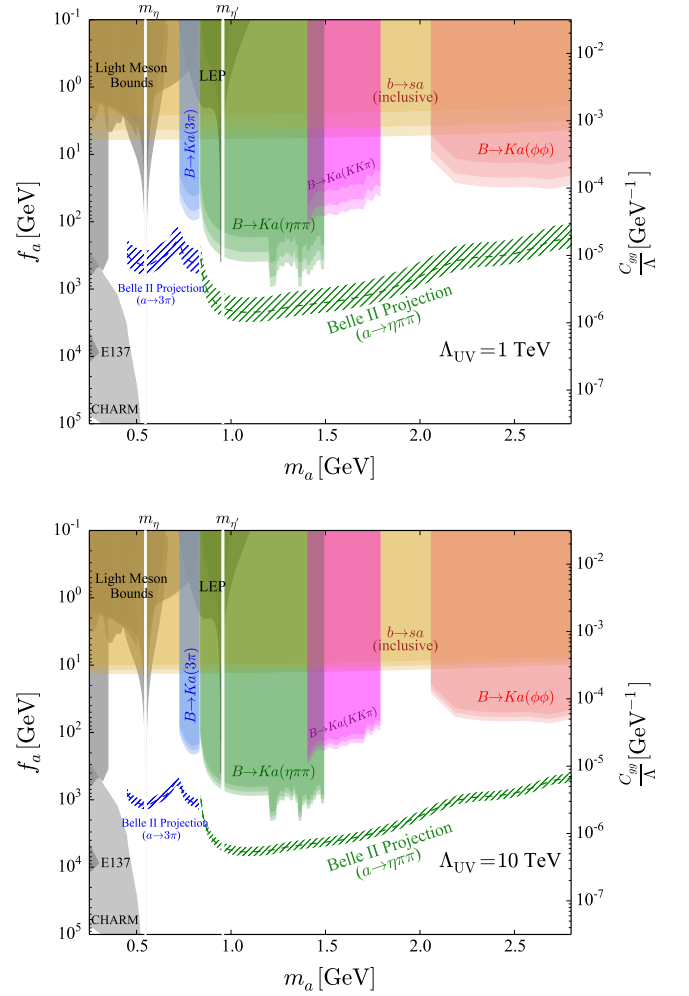 m_η m_η′
10^-1
10^0
10^1
10^2
10^3
10^4
10^5
f_a [GeV]
Light Meson
Bounds
LEP
B→Ka(3π)
b→sa
(inclusive)
B→Ka(ϕϕ)
B→Ka(KKπ)
B→Ka(ηππ)
Belle II Projection
(a→3π)
Belle II Projection
(a→ηππ)
E137
CHARM
Λ_UV = 1 TeV
10^-2
10^-3
10^-4
10^-5
10^-6
10^-7
C_gg/Λ [GeV^-1]
0.5 1.0 1.5 2.0 2.5
m_a [GeV]
m_η m_η′
10^-1
10^0
10^1
10^2
10^3
10^4
10^5
f_a [GeV]
Light Meson
Bounds
LEP
B→Ka(3π)
b→sa
(inclusive)
B→Ka(ϕϕ)
B→Ka(KKπ)
B→Ka(ηππ)
Belle II Projection
(a→3π)
Belle II Projection
(a→ηππ)
E137
CHARM
Λ_UV = 10 TeV
10^-2
10^-3
10^-4
10^-5
10^-6
10^-7
C_gg/Λ [GeV^-1]
0.5 1.0 1.5 2.0 2.5
m_a [GeV]